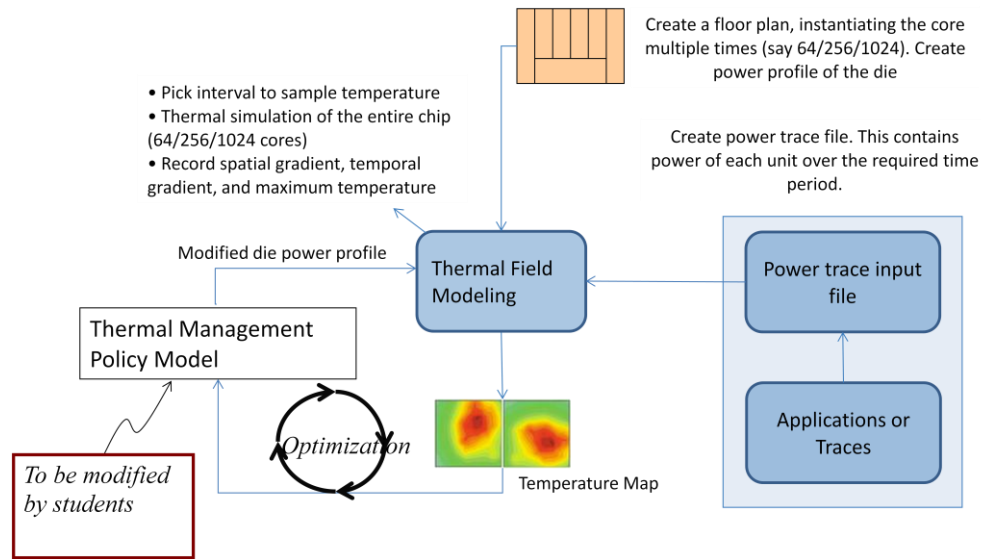 Create a floor plan, instantiating the core
multiple times (say 64/256/1024). Create
power profile of the die
• Pick interval to sample temperature
• Thermal simulation of the entire chip
(64/256/1024 cores)
• Record spatial gradient, temporal
gradient, and maximum temperature
Create power trace file. This contains
power of each unit over the required time
period.
Modified die power profile
Thermal Field
Modeling
Power trace input
file
Thermal Management
Policy Model
Optimization
Applications or
Traces
To be modified
by students
Temperature Map